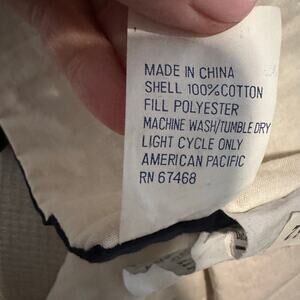 MADE IN CHINA
SHELL 100%COTTON
FILL POLYESTER
MACHINE WASH/TUMBLE DRY
LIGHT CYCLE ONLY
AMERICAN PACIFIC
RN 67468